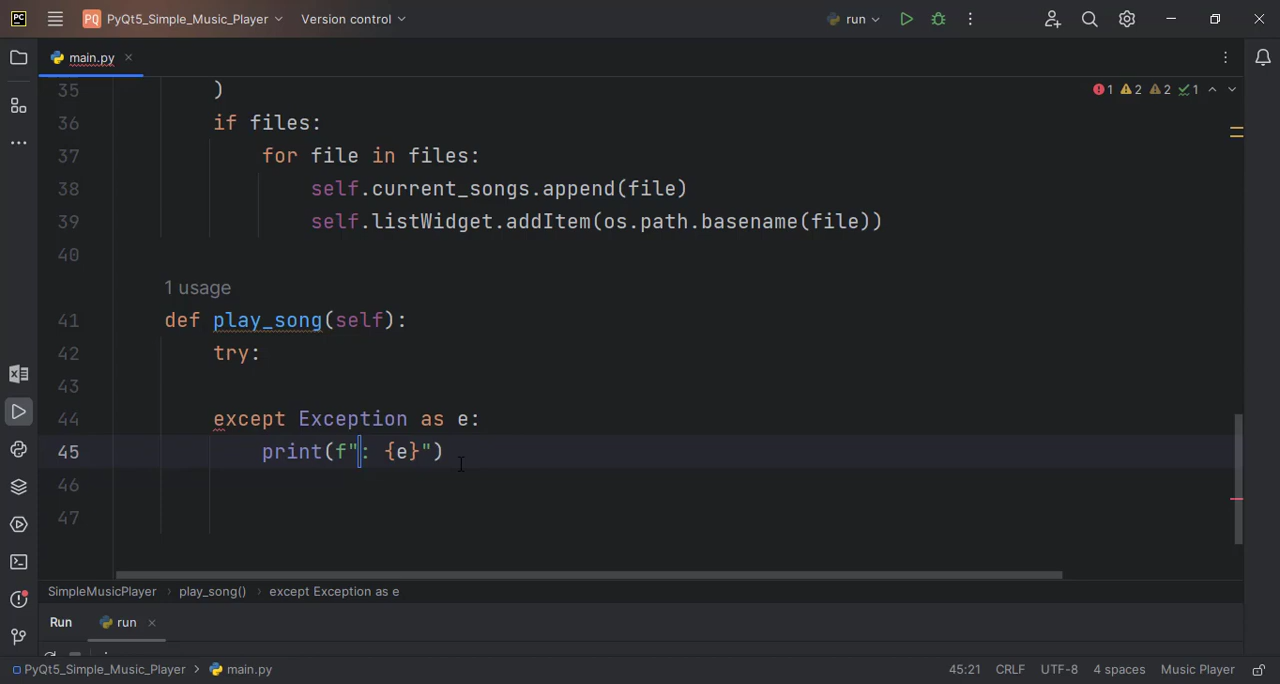 PC
PQ PyQt5_Simple_Music_Player Version control run
main.py
1 2 2 1
35 )
36 if files:
37 for file in files:
38 self.current_songs.append(file)
39 self.listWidget.addItem(os.path.basename(file))
40
1 usage
41 def play_song(self):
42 try:
43
44 except Exception as e:
45 print(f": {e}")
46
47
SimpleMusicPlayer > play_song() > except Exception as e
Run run
PyQt5_Simple_Music_Player > main.py 45:21 CRLF UTF-8 4 spaces Music Player